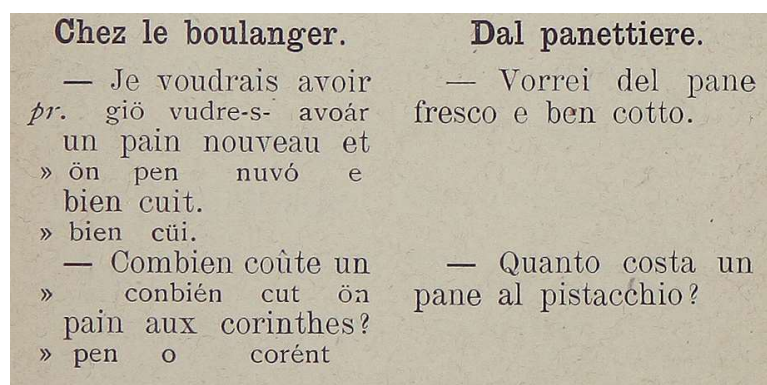 Chez le boulanger.
— Je voudrais avoir
pr. giö vudre-s- avoár
un pain nouveau et
» ön pen nuvó e
bien cuit.
» bien cüi.
— Combien coûte un
» conbién cut ön
pain aux corinthes?
» pen o corént
Dal panettiere.
— Vorrei del pane
fresco e ben cotto.
— Quanto costa un
pane al pistacchio?